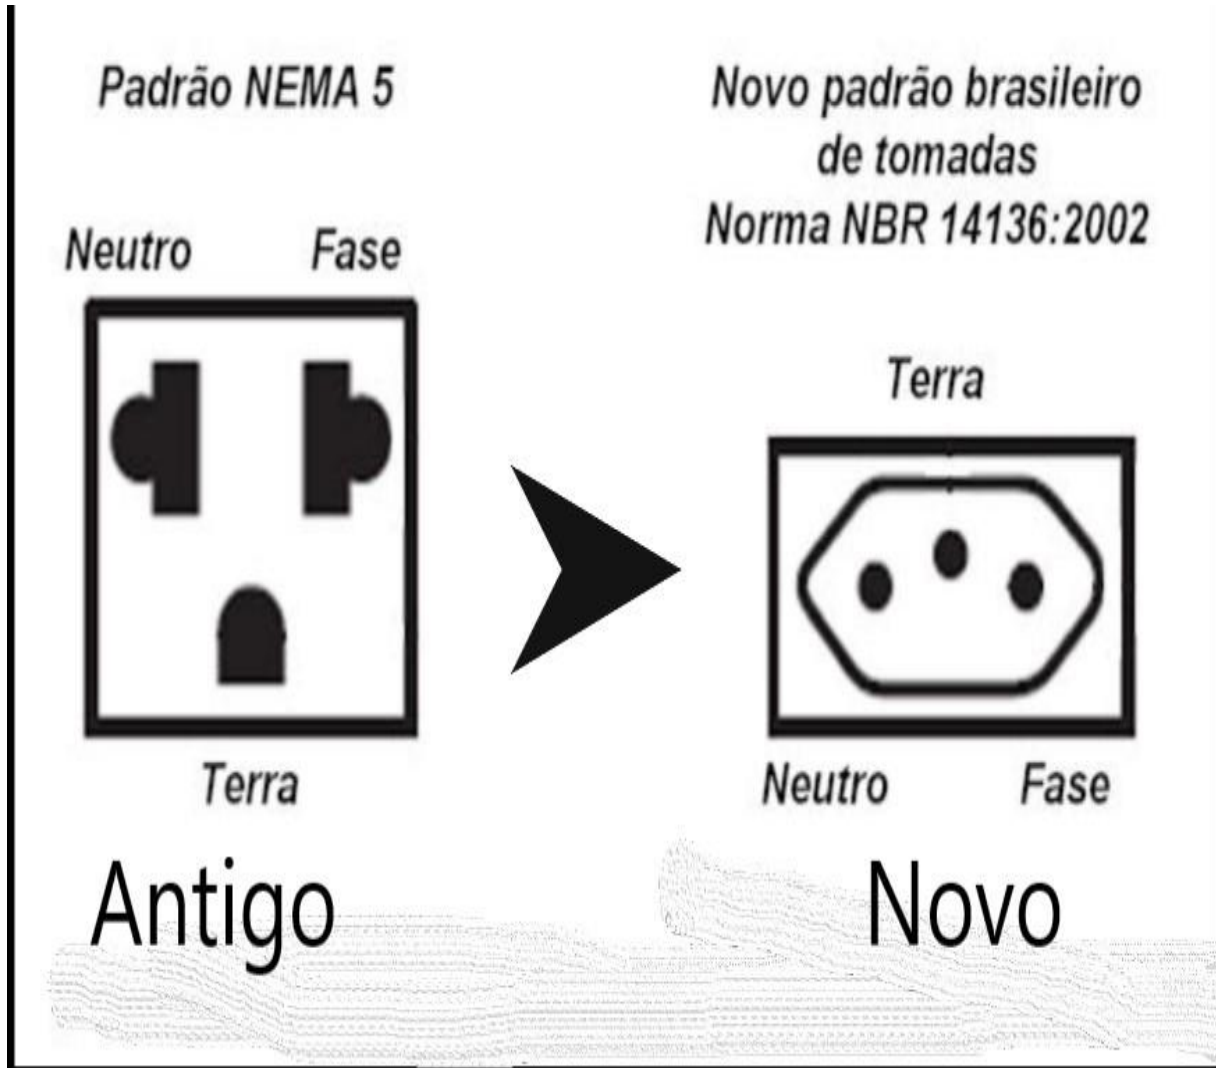 Padrão NEMA 5
Neutro Fase
Terra
Antigo
Novo padrão brasileiro
de tomadas
Norma NBR 14136:2002
Terra
Neutro Fase
Novo